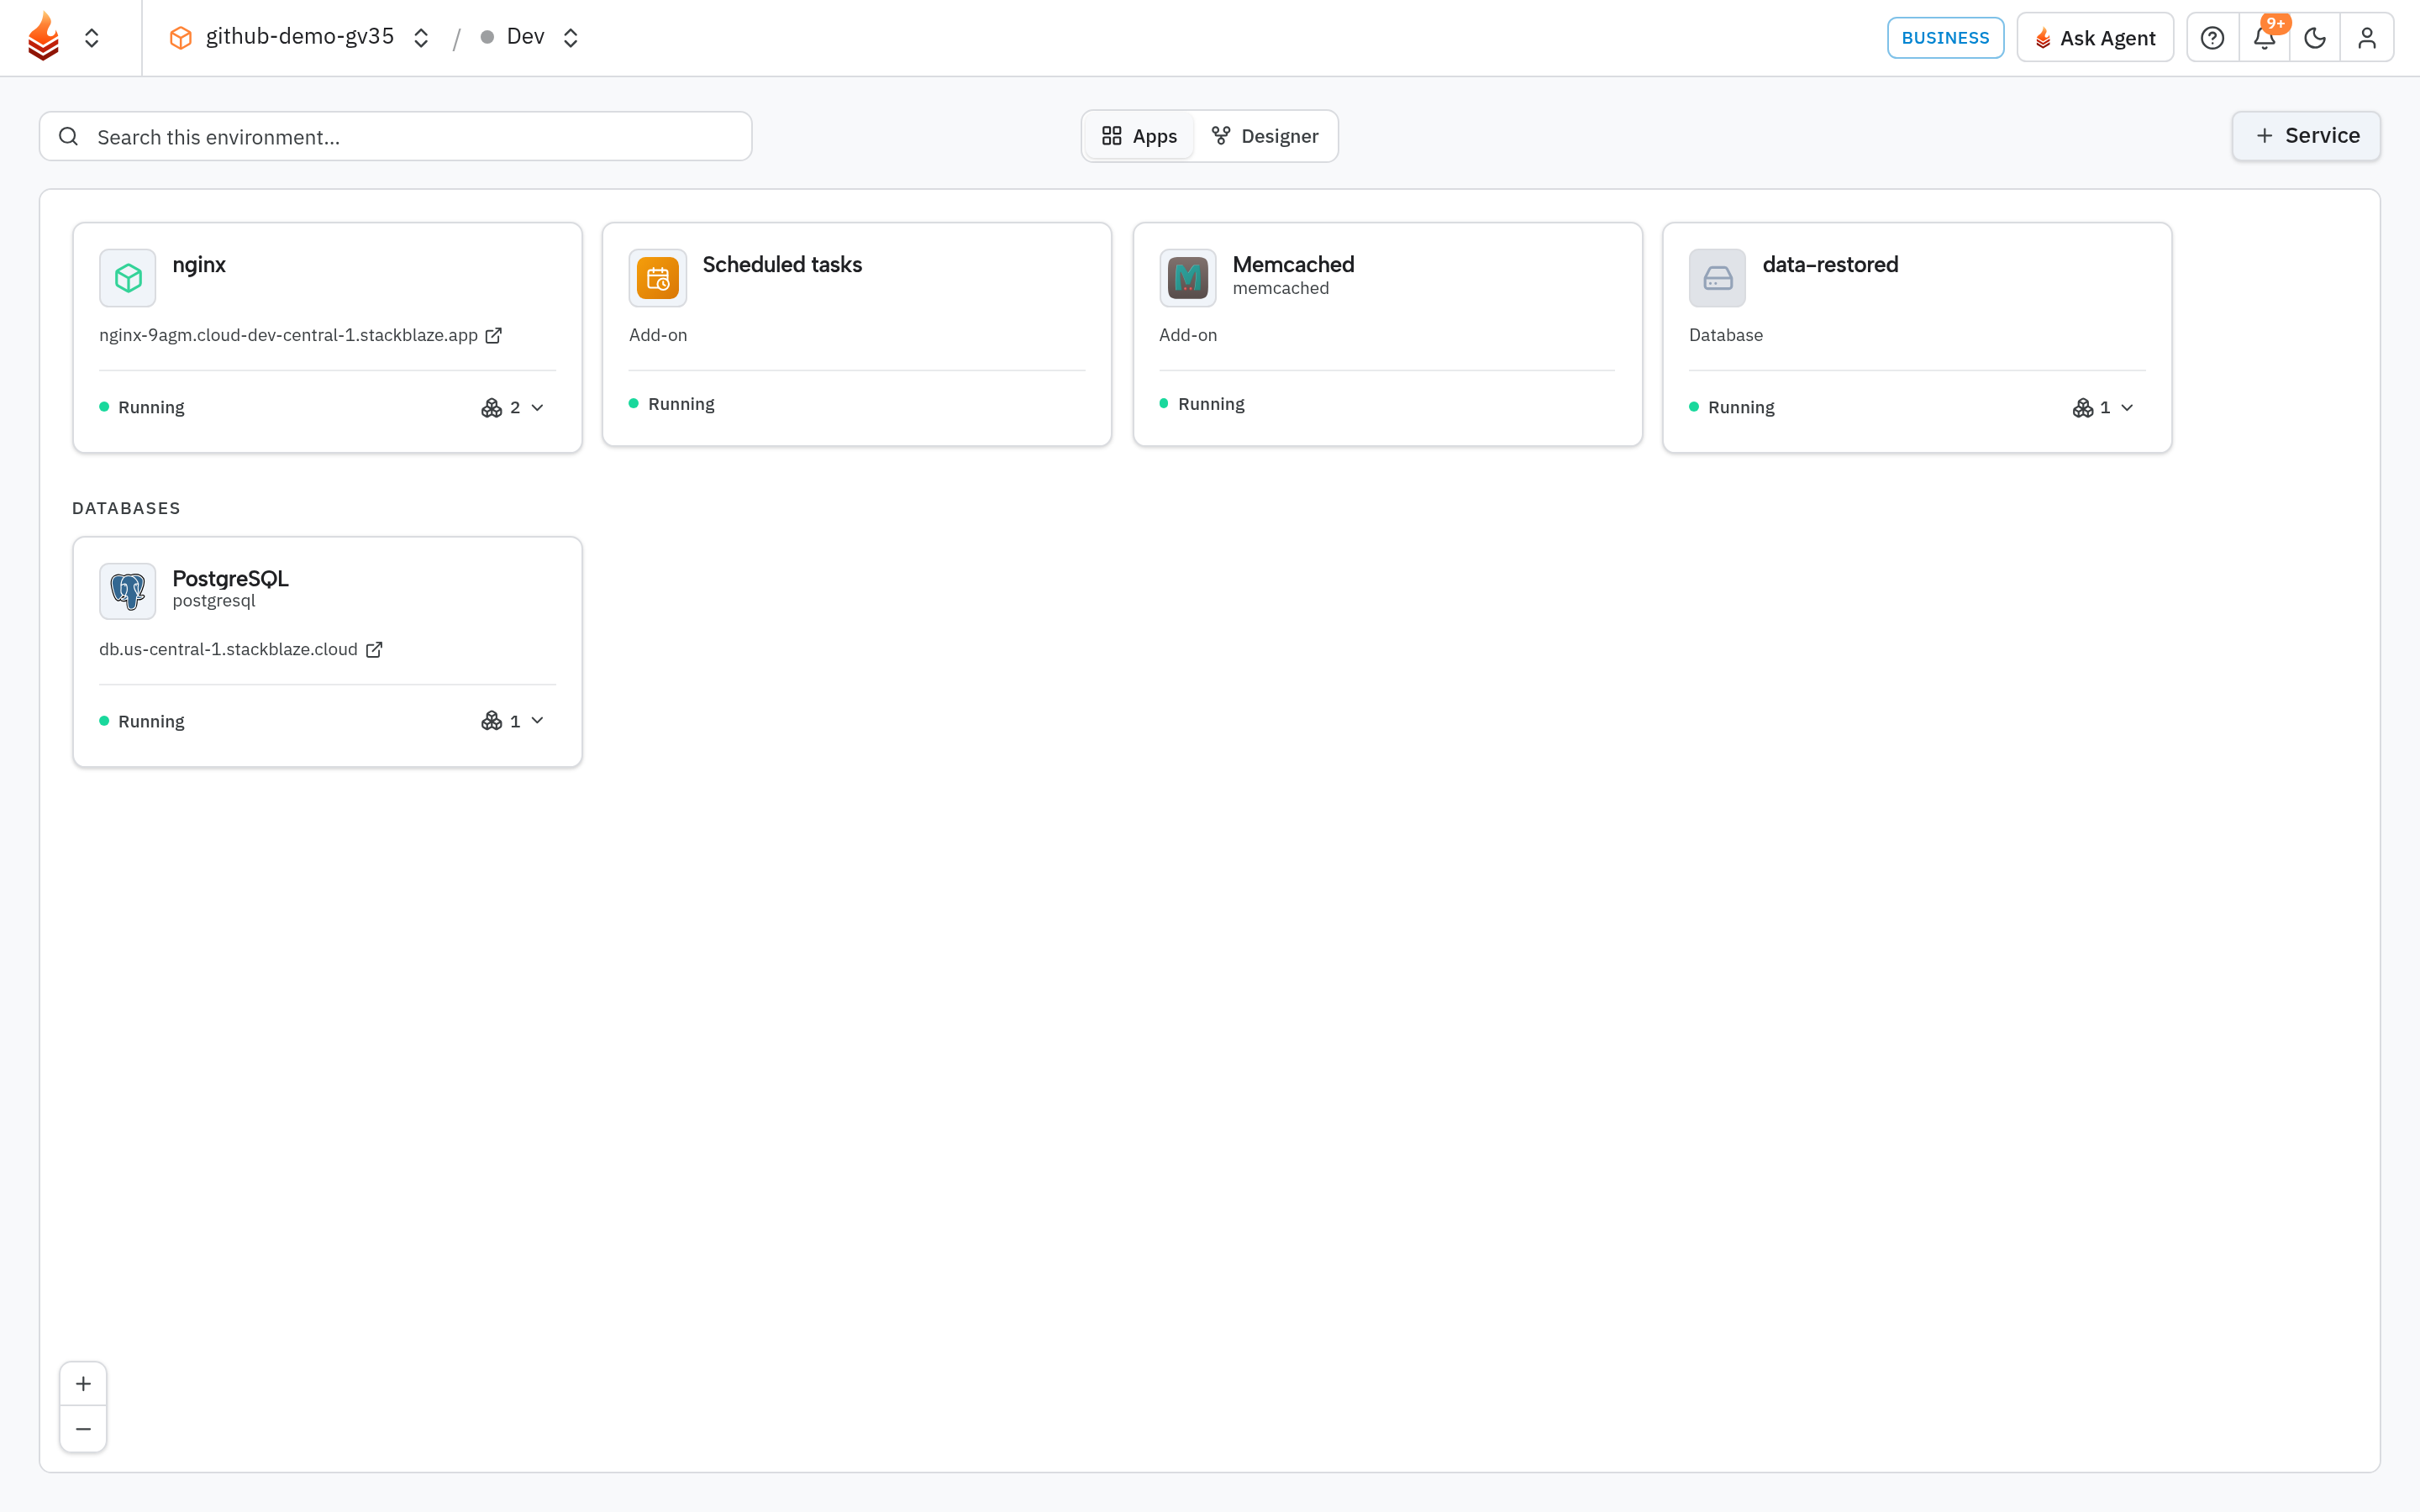 github-demo-gv35 / Dev
BUSINESS
Ask Agent
9+
Search this environment...
Apps
Designer
+ Service
nginx
nginx-9agm.cloud-dev-central-1.stackblaze.app
Running
2
Scheduled tasks
Add-on
Running
Memcached
memcached
Add-on
Running
data-restored
Database
Running
1
DATABASES
PostgreSQL
postgresql
db.us-central-1.stackblaze.cloud
Running
1